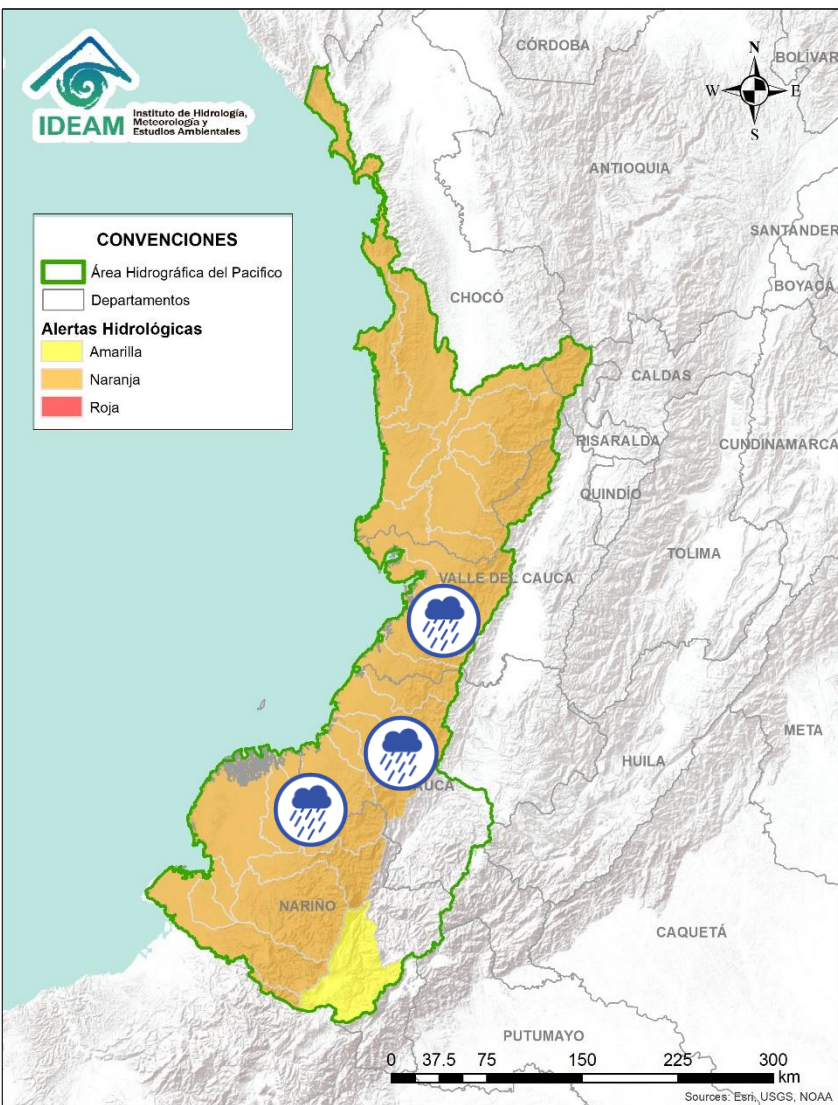 IDEAM
Instituto de Hidrología,
Meteorología y
Estudios Ambientales
N
W
E
S
CÓRDOBA
BOLÍVAR
ANTIOQUIA
SANTANDER
BOYACÁ
CONVENCIONES
Área Hidrográfica del Pacifico
Departamentos
Alertas Hidrológicas
Amarilla
Naranja
Roja
CHOCÓ
CALDAS
RISARALDA
CUNDINAMARCA
QUINDÍO
TOLIMA
VALLE DEL CAUCA
META
HUILA
AUCA
NARIÑO
CAQUETÁ
PUTUMAYO
0 37.5 75 150 225 300
km
Sources: Esri, USGS, NOAA